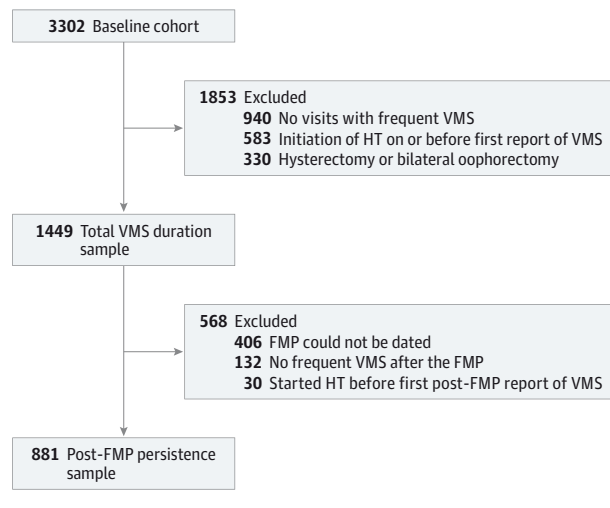 3302 Baseline cohort
1853 Excluded
940 No visits with frequent VMS
583 Initiation of HT on or before first report of VMS
330 Hysterectomy or bilateral oophorectomy
1449 Total VMS duration
sample
568 Excluded
406 FMP could not be dated
132 No frequent VMS after the FMP
30 Started HT before first post-FMP report of VMS
881 Post-FMP persistence
sample